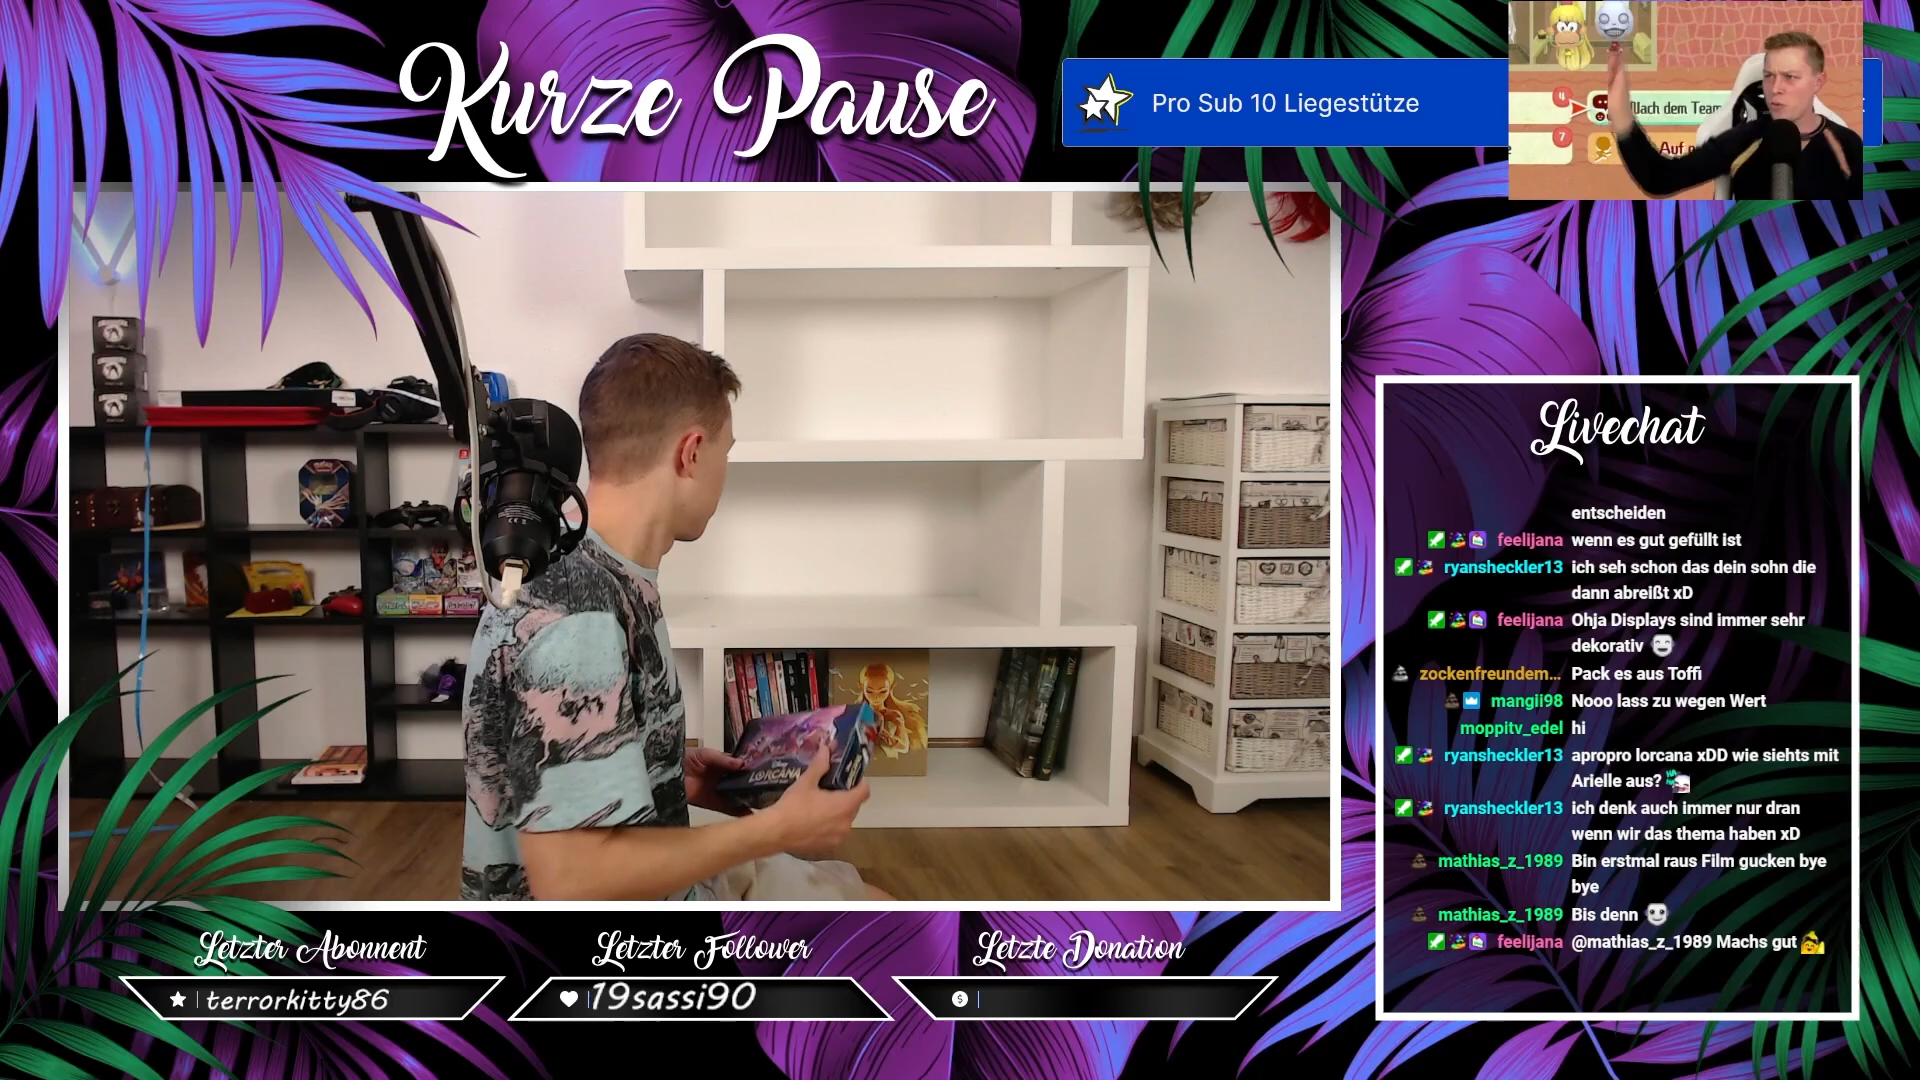 Kurze Pause
Pro Sub 10 Liegestütze
4
Nach dem Team
7
Auf
DISNEY
LORCANA
Livechat
entscheiden
feelijana wenn es gut gefüllt ist
ryansheckler13 ich seh schon das dein sohn die
dann abreißt xD
feelijana Ohja Displays sind immer sehr
dekorativ
zockenfreundem... Pack es aus Toffi
mangii98 Nooo lass zu wegen Wert
moppitv_edel hi
ryansheckler13 apropro lorcana xDD wie siehts mit
Arielle aus?
ryansheckler13 ich denk auch immer nur dran
wenn wir das thema haben xD
mathias_z_1989 Bin erstmal raus Film gucken bye
bye
mathias_z_1989 Bis denn
feelijana @mathias_z_1989 Machs gut
Letzter Abonnent
terrorkitty86
Letzter Follower
19sassi90
Letzte Donation